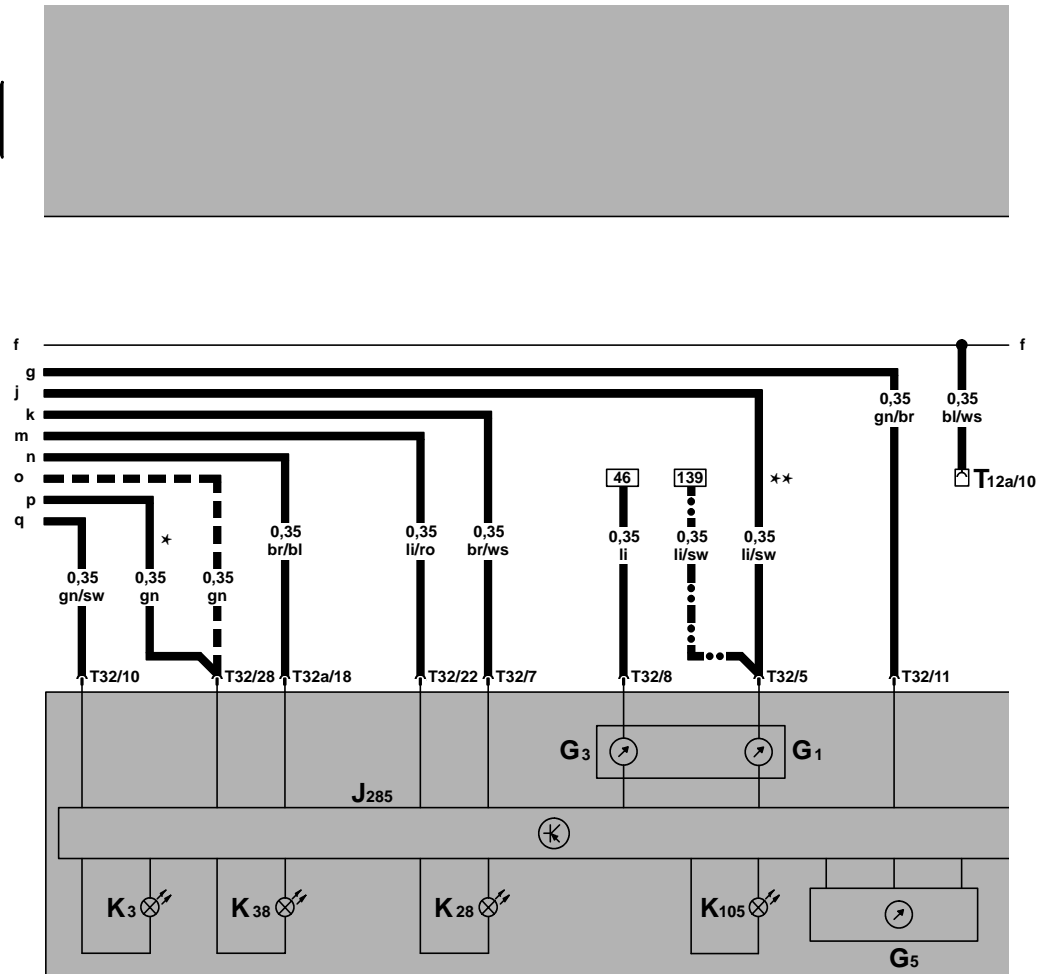 f f
g
j
k
m
n
o
p
q
0,35 gn/br
0,35 bl/ws
46
139
**
T12a/10
*
0,35 br/bl
0,35 li/ro
0,35 br/ws
0,35 li
0,35 li/sw
0,35 li/sw
0,35 gn/sw
0,35 gn
0,35 gn
T32/10
T32/28
T32a/18
T32/22
T32/7
T32/8
T32/5
T32/11
G3
G1
J285
K3
K38
K28
K105
G5